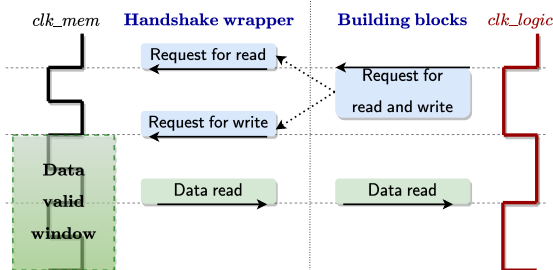 clk_mem Handshake wrapper Building blocks clk_logic
Request for read
Request for
read and write
Request for write
Data
valid
window
Data read Data read